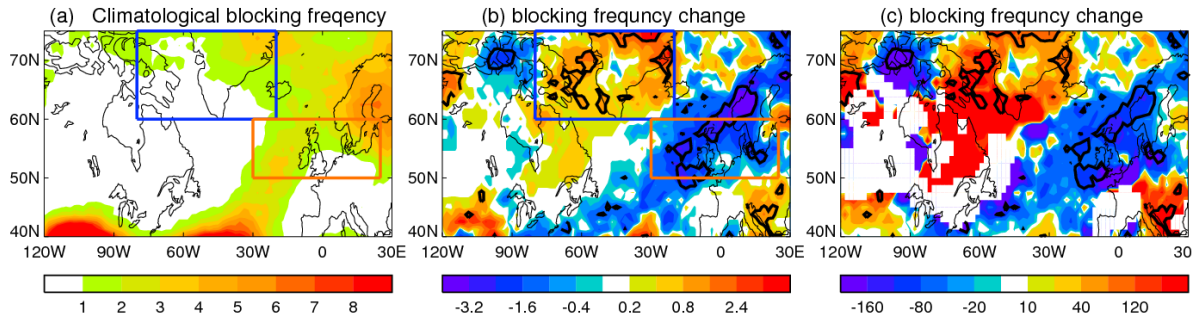 (a) Climatological blocking freqency
(b) blocking frequncy change
(c) blocking frequncy change
70N
60N
50N
40N
120W 90W 60W 30W 0 30E
1 2 3 4 5 6 7 8
70N
60N
50N
40N
120W 90W 60W 30W 0 30E
-3.2 -1.6 -0.4 0.2 0.8 2.4
70N
60N
50N
40N
120W 90W 60W 30W 0 30E
-160 -80 -20 10 40 120